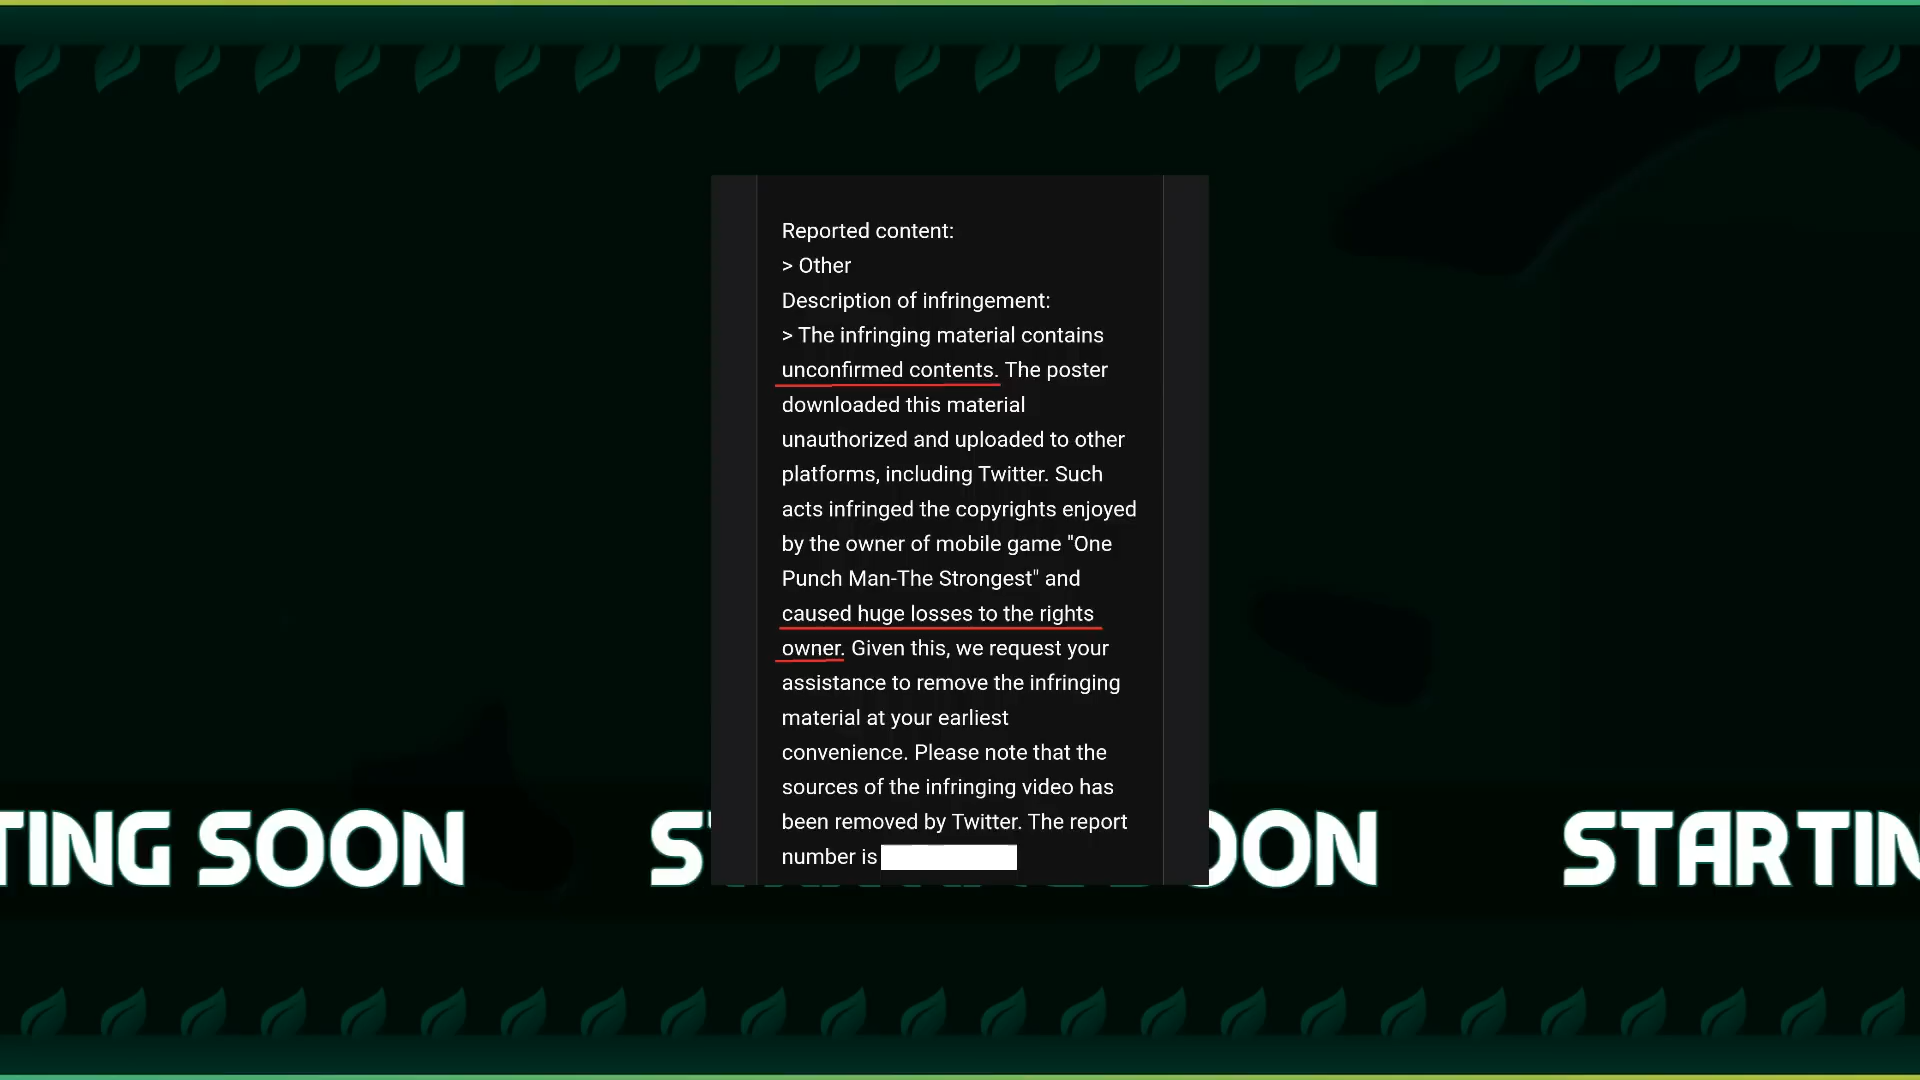 Reported content:
> Other
Description of infringement:
> The infringing material contains
unconfirmed contents. The poster
downloaded this material
unauthorized and uploaded to other
platforms, including Twitter. Such
acts infringed the copyrights enjoyed
by the owner of mobile game "One
Punch Man-The Strongest" and
caused huge losses to the rights
owner. Given this, we request your
assistance to remove the infringing
material at your earliest
convenience. Please note that the
sources of the infringing video has
been removed by Twitter. The report
number is
TING SOON S OON STARTIN